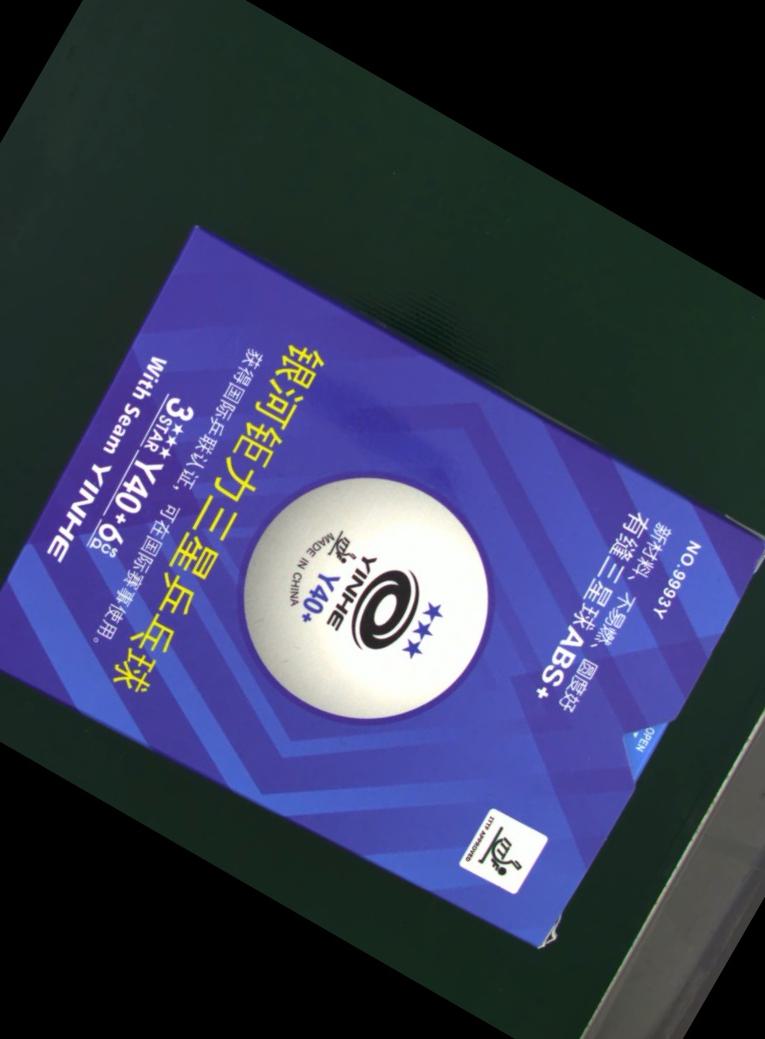 NO.9993Y
新材料、不易燃、圆度好
有缝三星球ABS+
OPEN
ITTF APPROVED
YINHE
Y40+
MADE IN CHINA
银河钜力三星乒乓球
获得国际乒联认证，可在国际赛事使用。
3 STAR Y40+ 6 PCS
With Seam YINHE